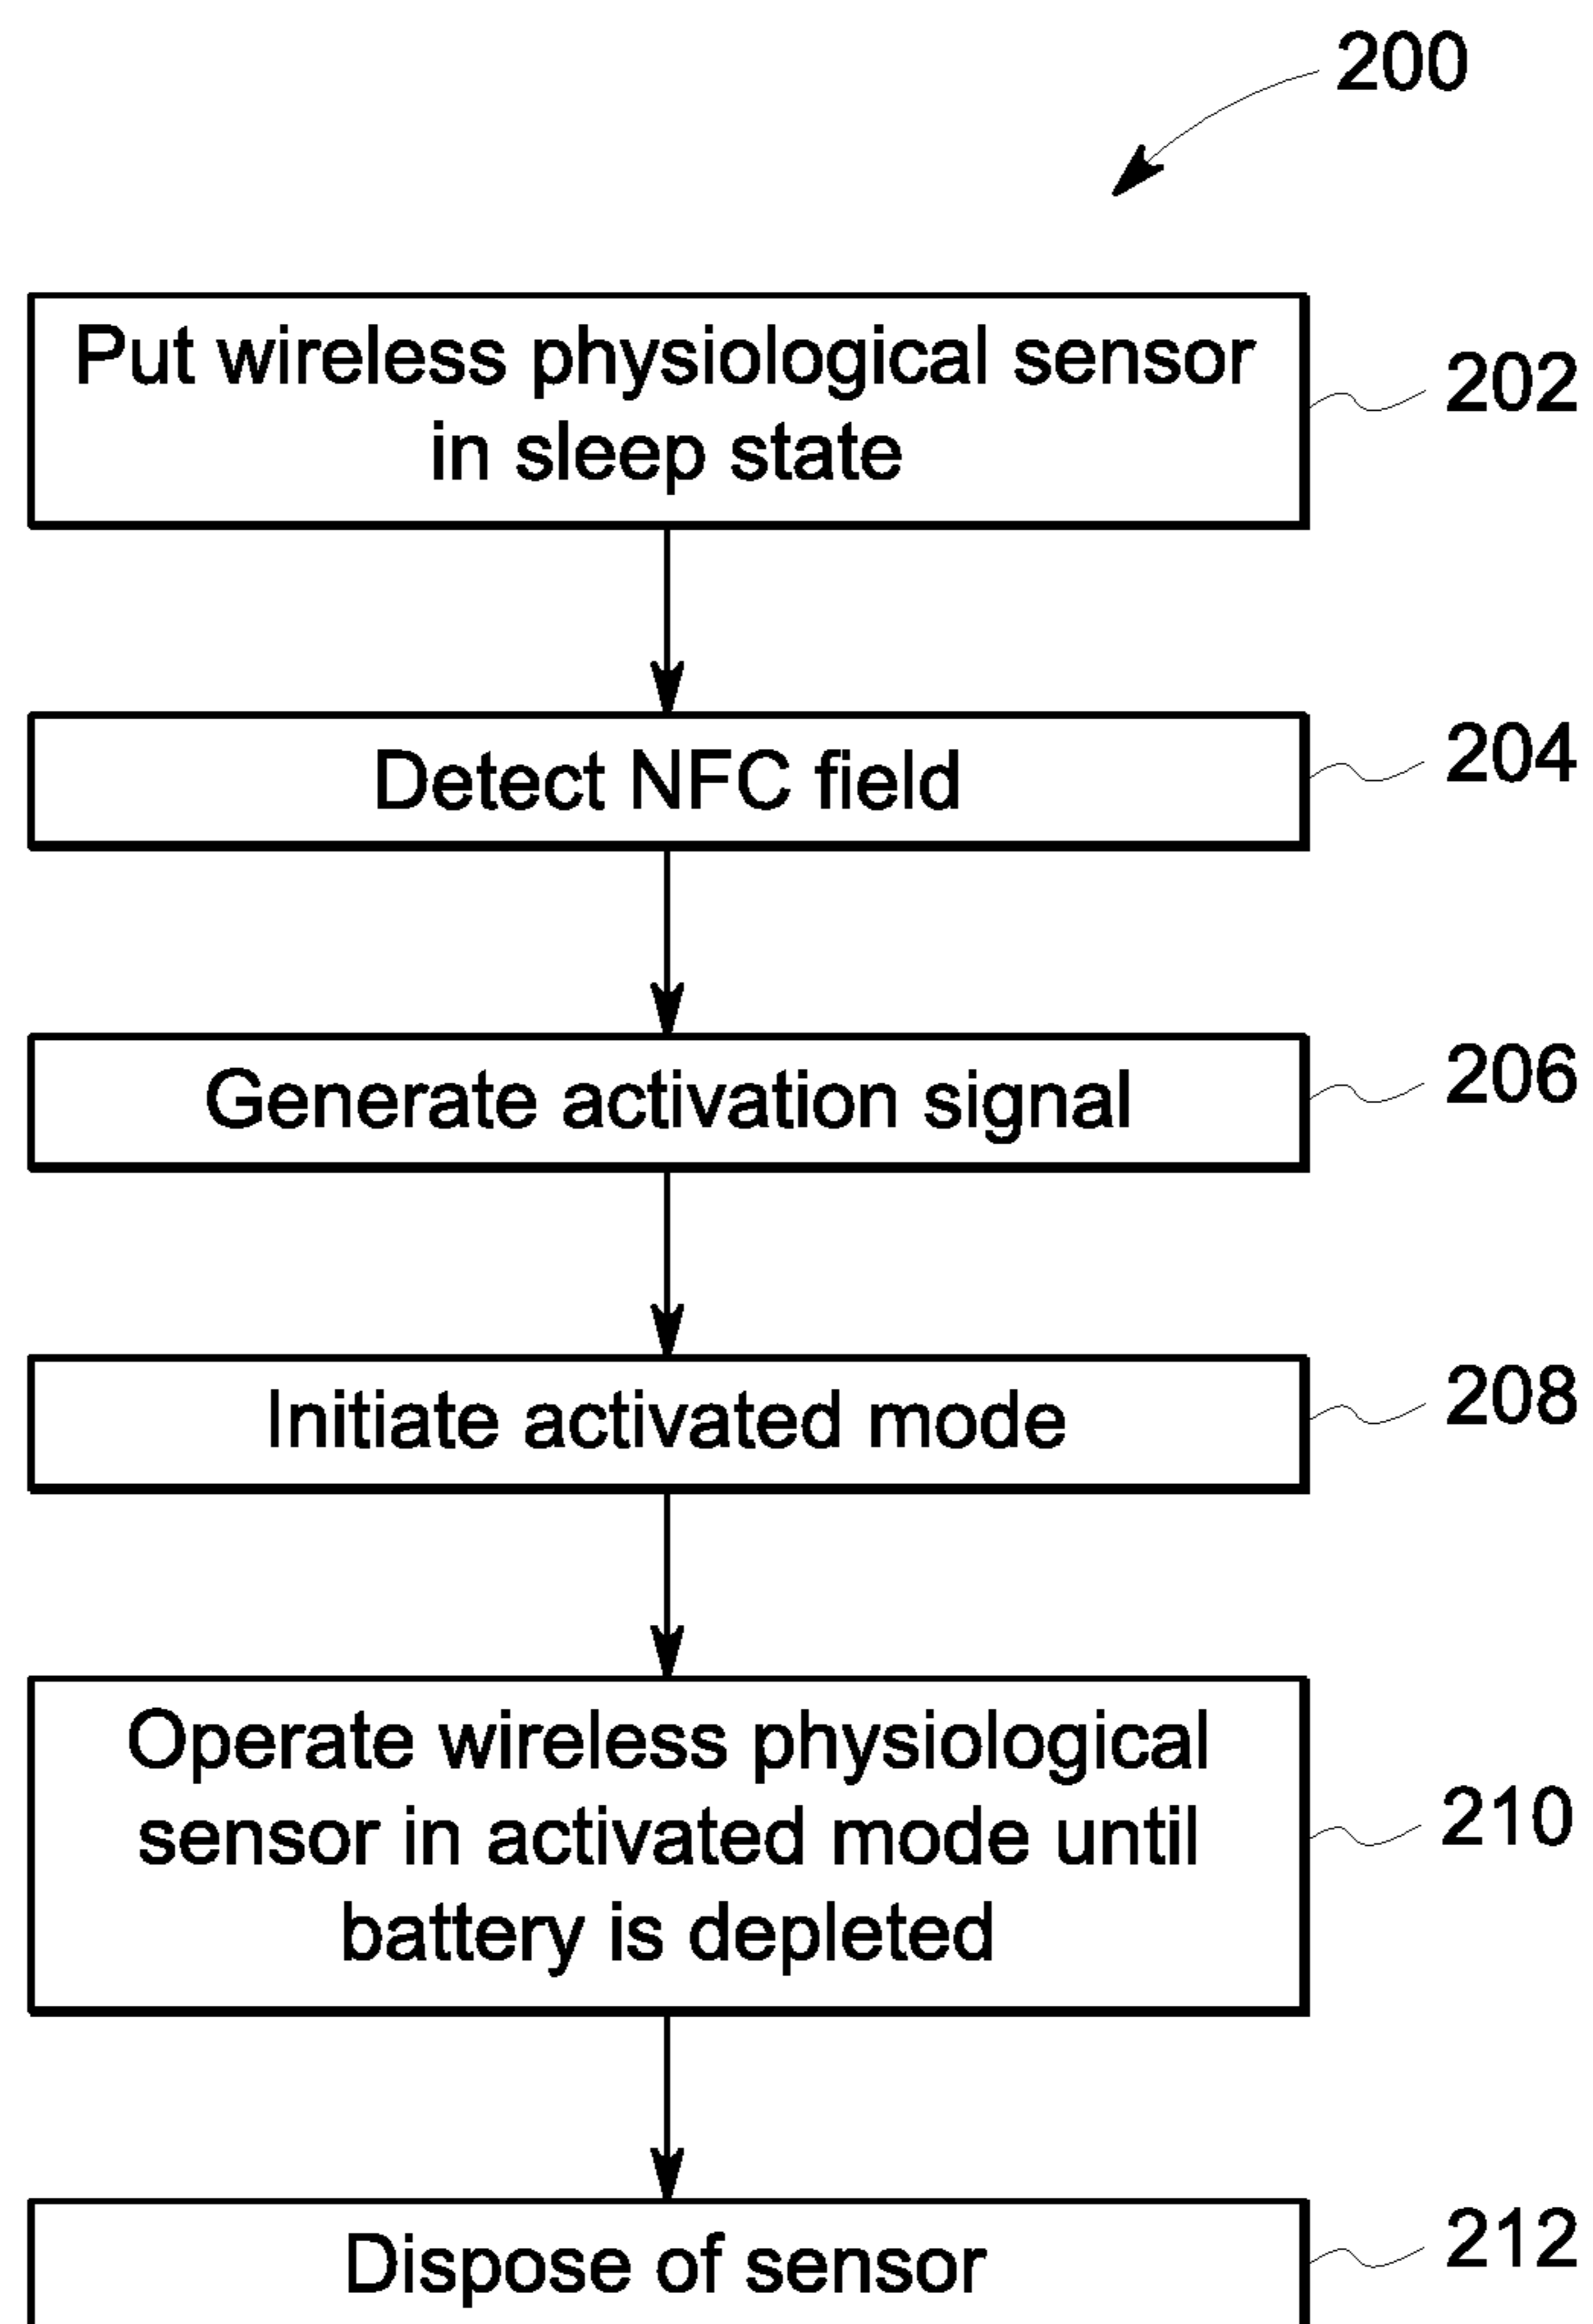 200
Put wireless physiological sensor
in sleep state
202
Detect NFC field
204
Generate activation signal
206
Initiate activated mode
208
Operate wireless physiological
sensor in activated mode until
battery is depleted
210
Dispose of sensor
212